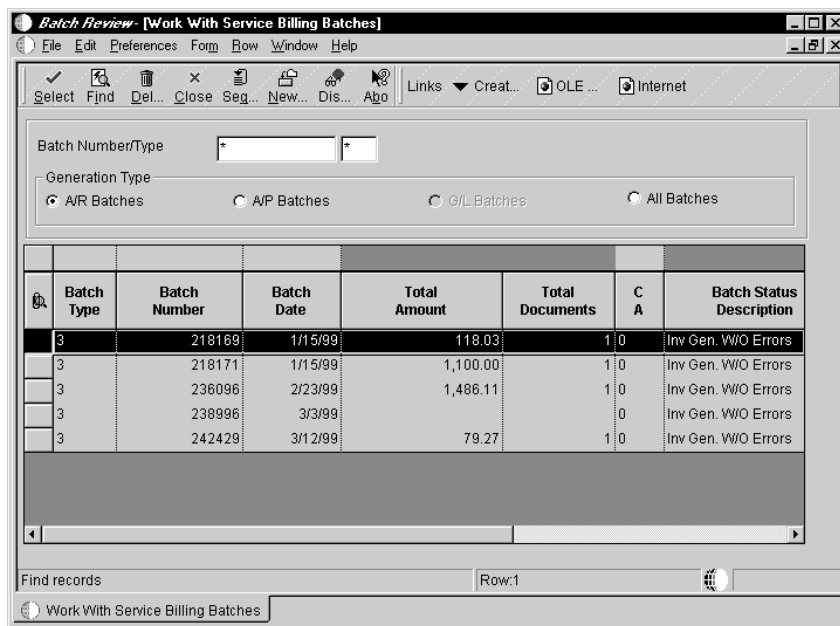 Batch Review - [Work With Service Billing Batches]
File Edit Preferences Form Row Window Help
Select Find Del... Close Seq... New... Dis... Abo Links Creat... OLE ... Internet
Batch Number/Type * *
Generation Type
A/R Batches A/P Batches G/L Batches All Batches
Batch Type Batch Number Batch Date Total Amount Total Documents C A Batch Status Description
3 218169 1/15/99 118.03 1 0 Inv Gen. W/O Errors
3 218171 1/15/99 1,100.00 1 0 Inv Gen. W/O Errors
3 236096 2/23/99 1,486.11 1 0 Inv Gen. W/O Errors
3 238996 3/3/99 0 Inv Gen. W/O Errors
3 242429 3/12/99 79.27 1 0 Inv Gen. W/O Errors
Find records Row:1
Work With Service Billing Batches